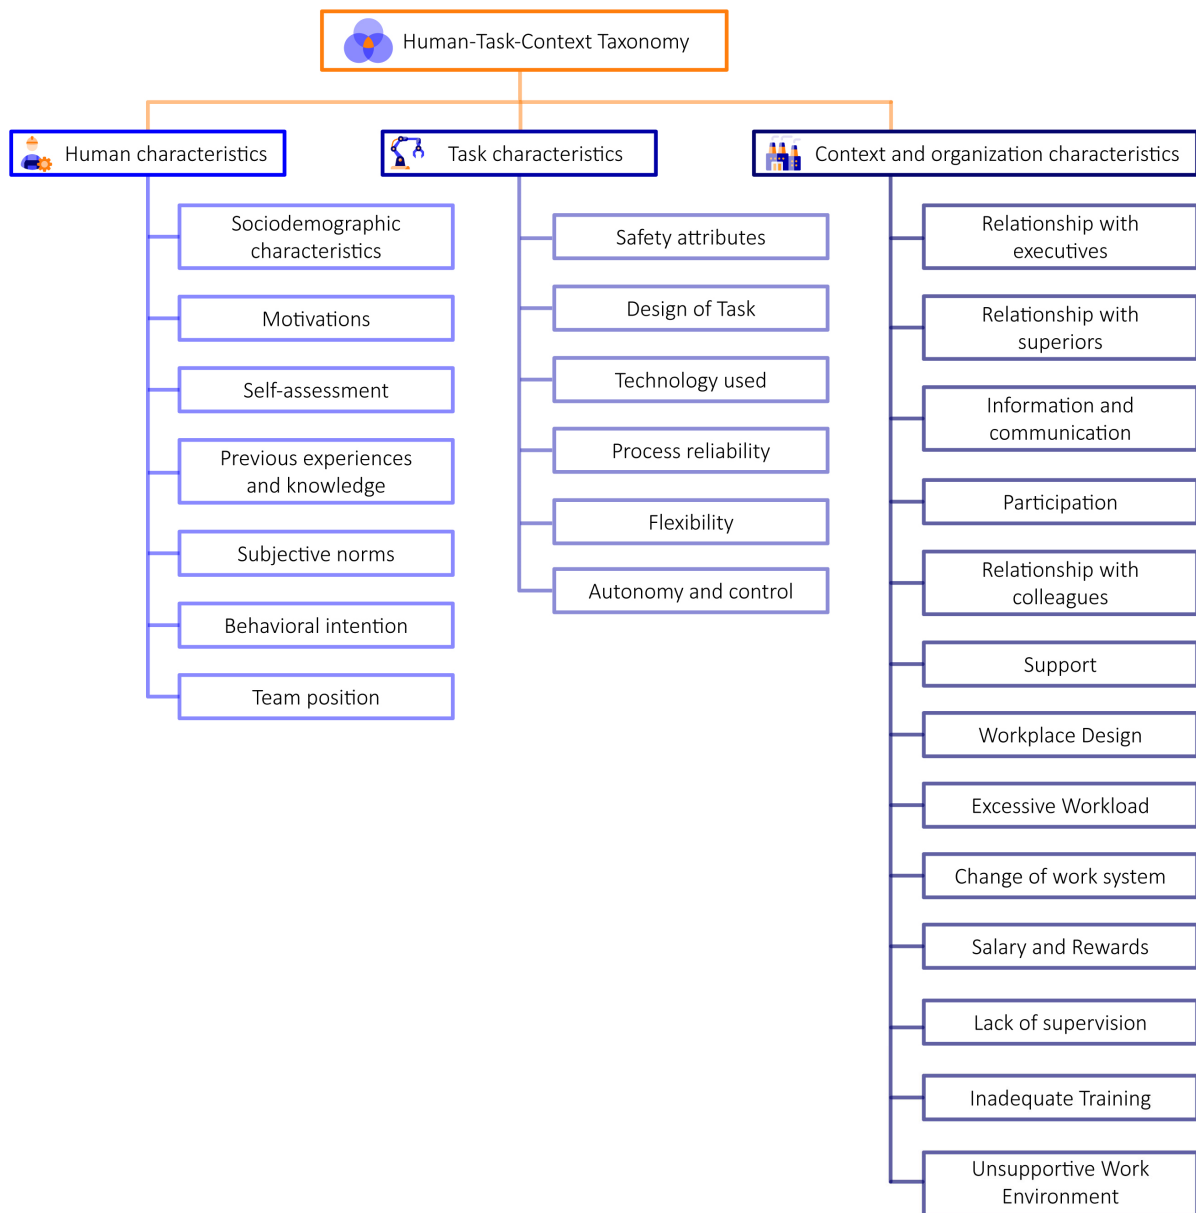 Human-Task-Context Taxonomy
Human characteristics
Sociodemographic
characteristics
Motivations
Self-assessment
Previous experiences
and knowledge
Subjective norms
Behavioral intention
Team position
Task characteristics
Safety attributes
Design of Task
Technology used
Process reliability
Flexibility
Autonomy and control
Context and organization characteristics
Relationship with
executives
Relationship with
superiors
Information and
communication
Participation
Relationship with
colleagues
Support
Workplace Design
Excessive Workload
Change of work system
Salary and Rewards
Lack of supervision
Inadequate Training
Unsupportive Work
Environment